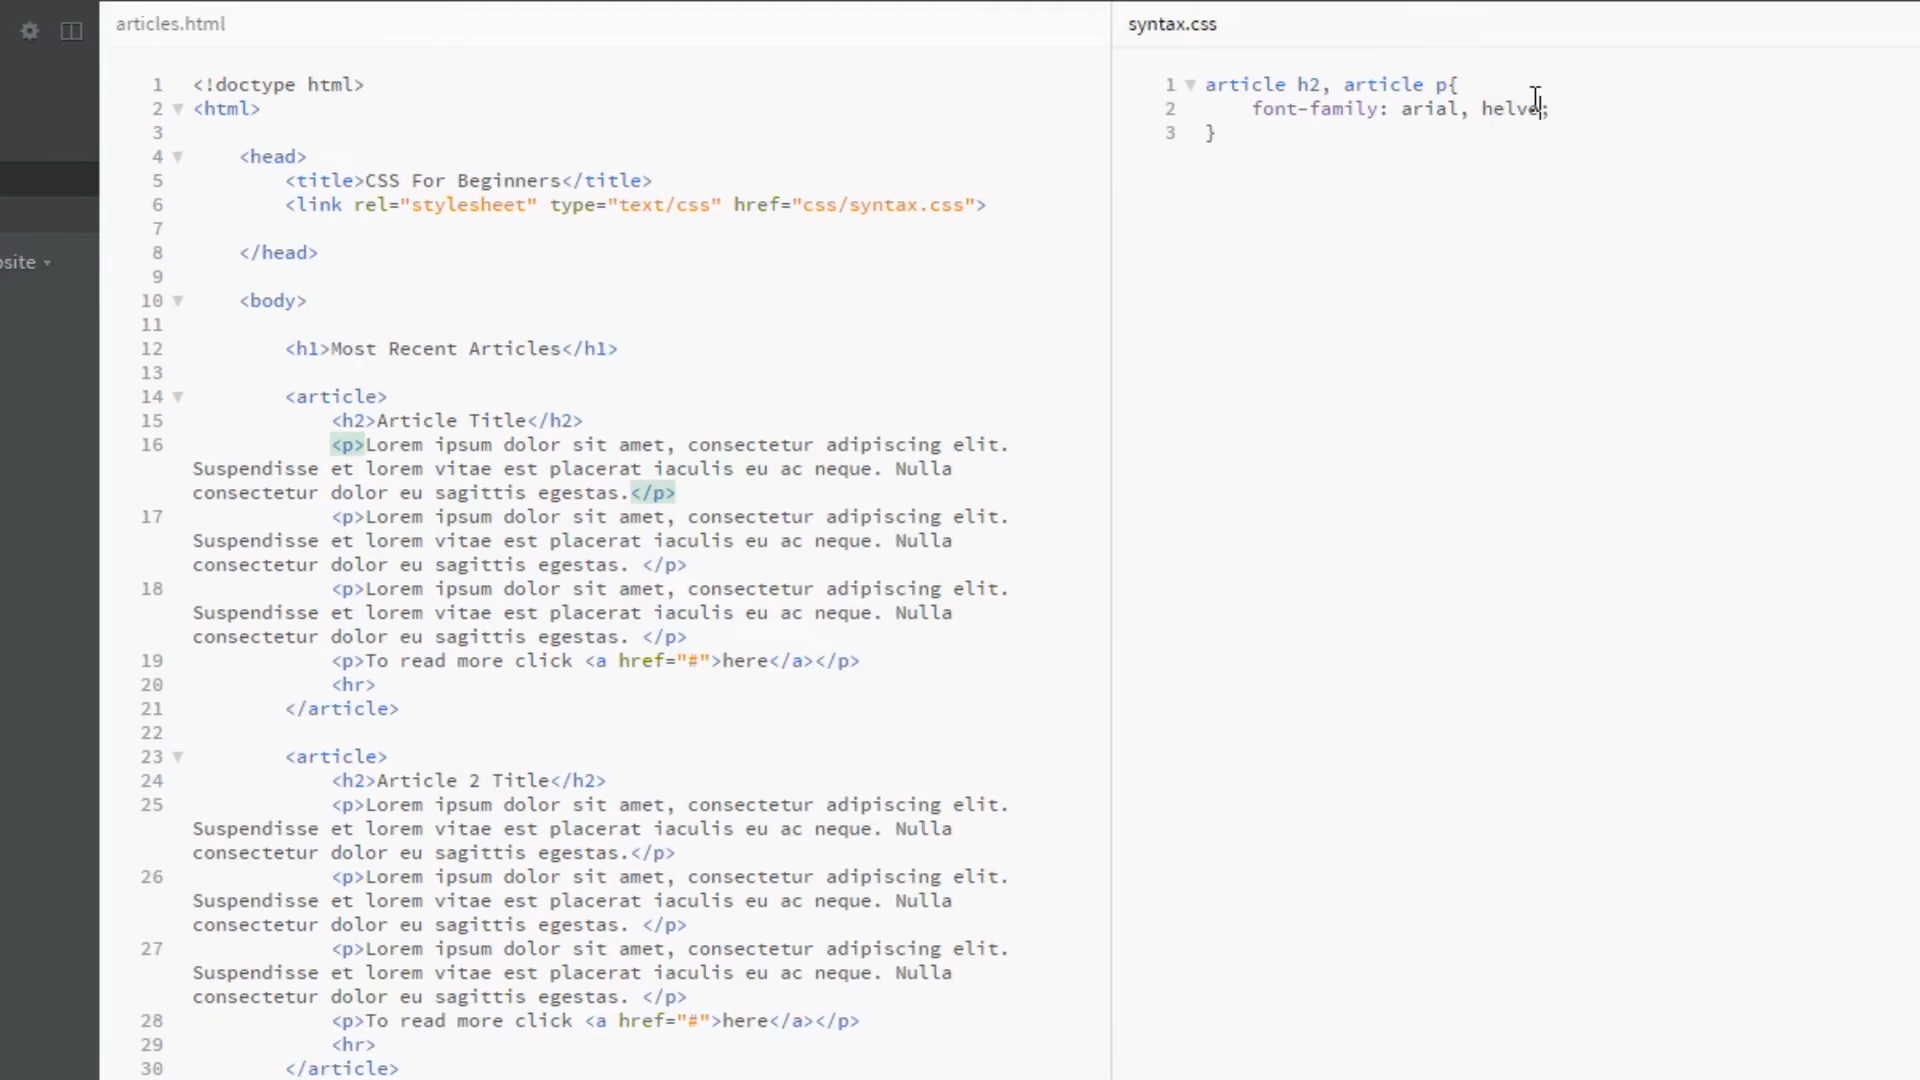 articles.html
1 <!doctype html>
2 <html>
3
4 <head>
5 <title>CSS For Beginners</title>
6 <link rel="stylesheet" type="text/css" href="css/syntax.css">
7
8 </head>
9
10 <body>
11
12 <h1>Most Recent Articles</h1>
13
14 <article>
15 <h2>Article Title</h2>
16 <p>Lorem ipsum dolor sit amet, consectetur adipiscing elit.
Suspendisse et lorem vitae est placerat iaculis eu ac neque. Nulla
consectetur dolor eu sagittis egestas.</p>
17 <p>Lorem ipsum dolor sit amet, consectetur adipiscing elit.
Suspendisse et lorem vitae est placerat iaculis eu ac neque. Nulla
consectetur dolor eu sagittis egestas. </p>
18 <p>Lorem ipsum dolor sit amet, consectetur adipiscing elit.
Suspendisse et lorem vitae est placerat iaculis eu ac neque. Nulla
consectetur dolor eu sagittis egestas. </p>
19 <p>To read more click <a href="#">here</a></p>
20 <hr>
21 </article>
22
23 <article>
24 <h2>Article 2 Title</h2>
25 <p>Lorem ipsum dolor sit amet, consectetur adipiscing elit.
Suspendisse et lorem vitae est placerat iaculis eu ac neque. Nulla
consectetur dolor eu sagittis egestas.</p>
26 <p>Lorem ipsum dolor sit amet, consectetur adipiscing elit.
Suspendisse et lorem vitae est placerat iaculis eu ac neque. Nulla
consectetur dolor eu sagittis egestas. </p>
27 <p>Lorem ipsum dolor sit amet, consectetur adipiscing elit.
Suspendisse et lorem vitae est placerat iaculis eu ac neque. Nulla
consectetur dolor eu sagittis egestas. </p>
28 <p>To read more click <a href="#">here</a></p>
29 <hr>
30 </article>
osite
syntax.css
1 article h2, article p{
2 font-family: arial, helve;
3 }